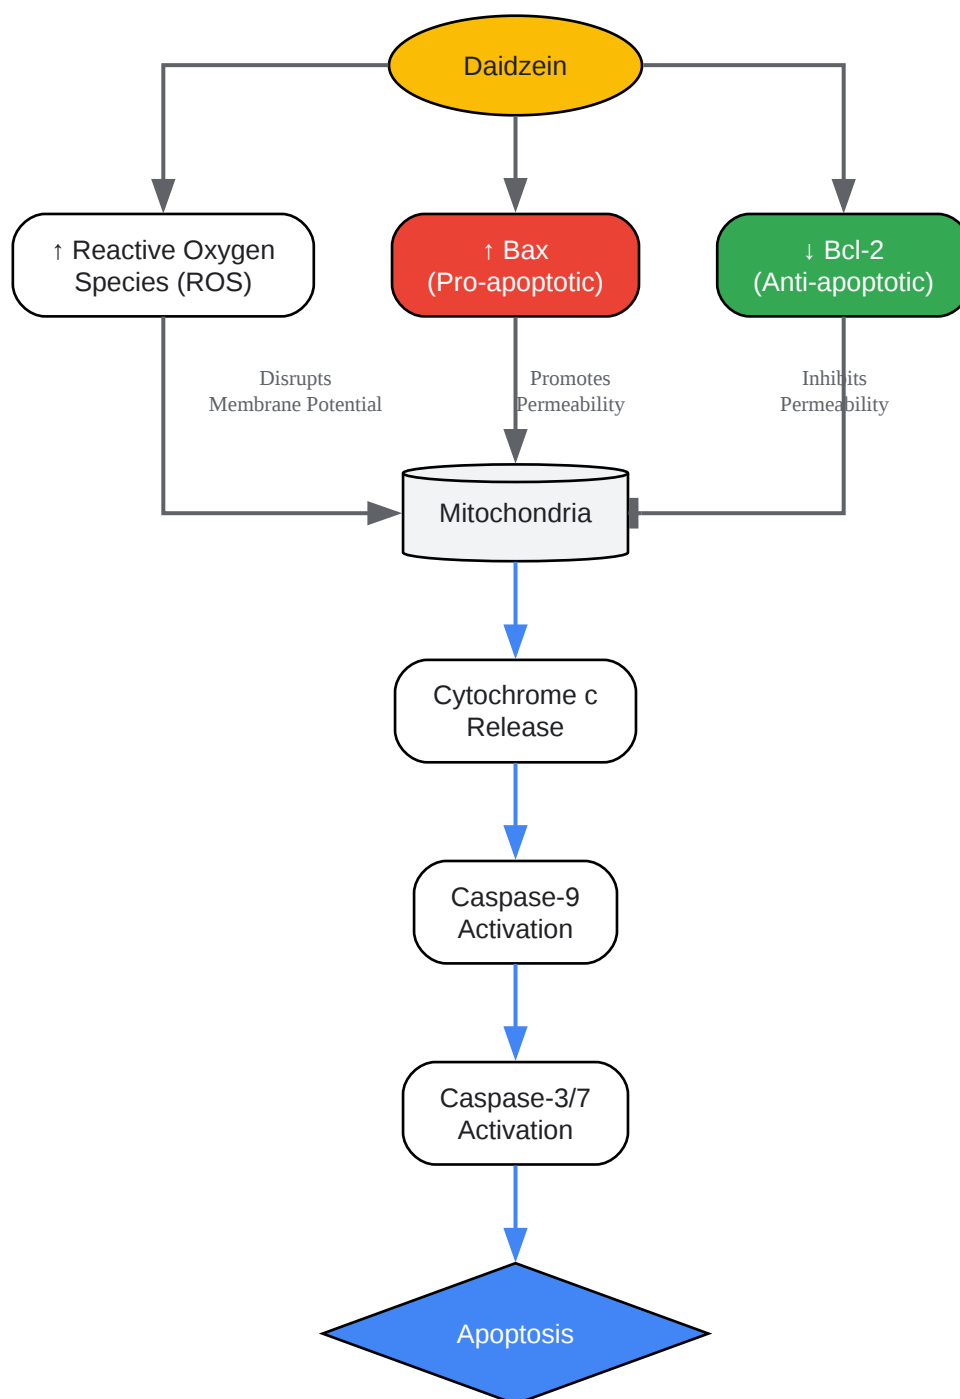 Daidzein
↑ Reactive Oxygen
Species (ROS)
↑ Bax
(Pro-apoptotic)
↓ Bcl-2
(Anti-apoptotic)
Disrupts
Membrane Potential
Promotes
Permeability
Inhibits
Permeability
Mitochondria
Cytochrome c
Release
Caspase-9
Activation
Caspase-3/7
Activation
Apoptosis